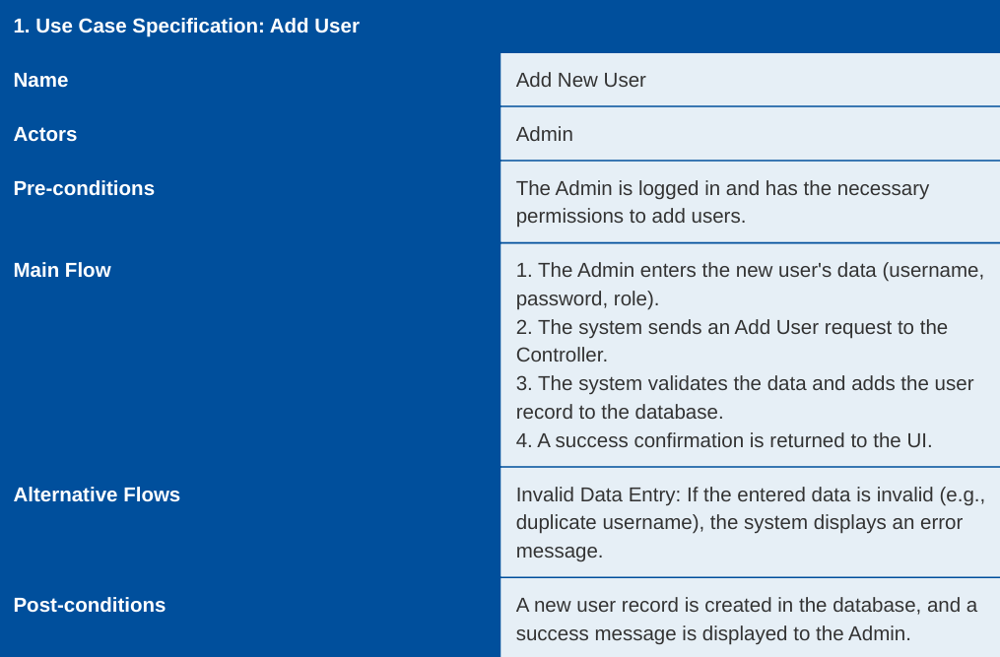 1. Use Case Specification: Add User
Name
Add New User
Actors
Admin
Pre-conditions
The Admin is logged in and has the necessary
permissions to add users.
Main Flow
1. The Admin enters the new user's data (username,
password, role).
2. The system sends an Add User request to the
Controller.
3. The system validates the data and adds the user
record to the database.
4. A success confirmation is returned to the UI.
Alternative Flows
Invalid Data Entry: If the entered data is invalid (e.g.,
duplicate username), the system displays an error
message.
Post-conditions
A new user record is created in the database, and a
success message is displayed to the Admin.